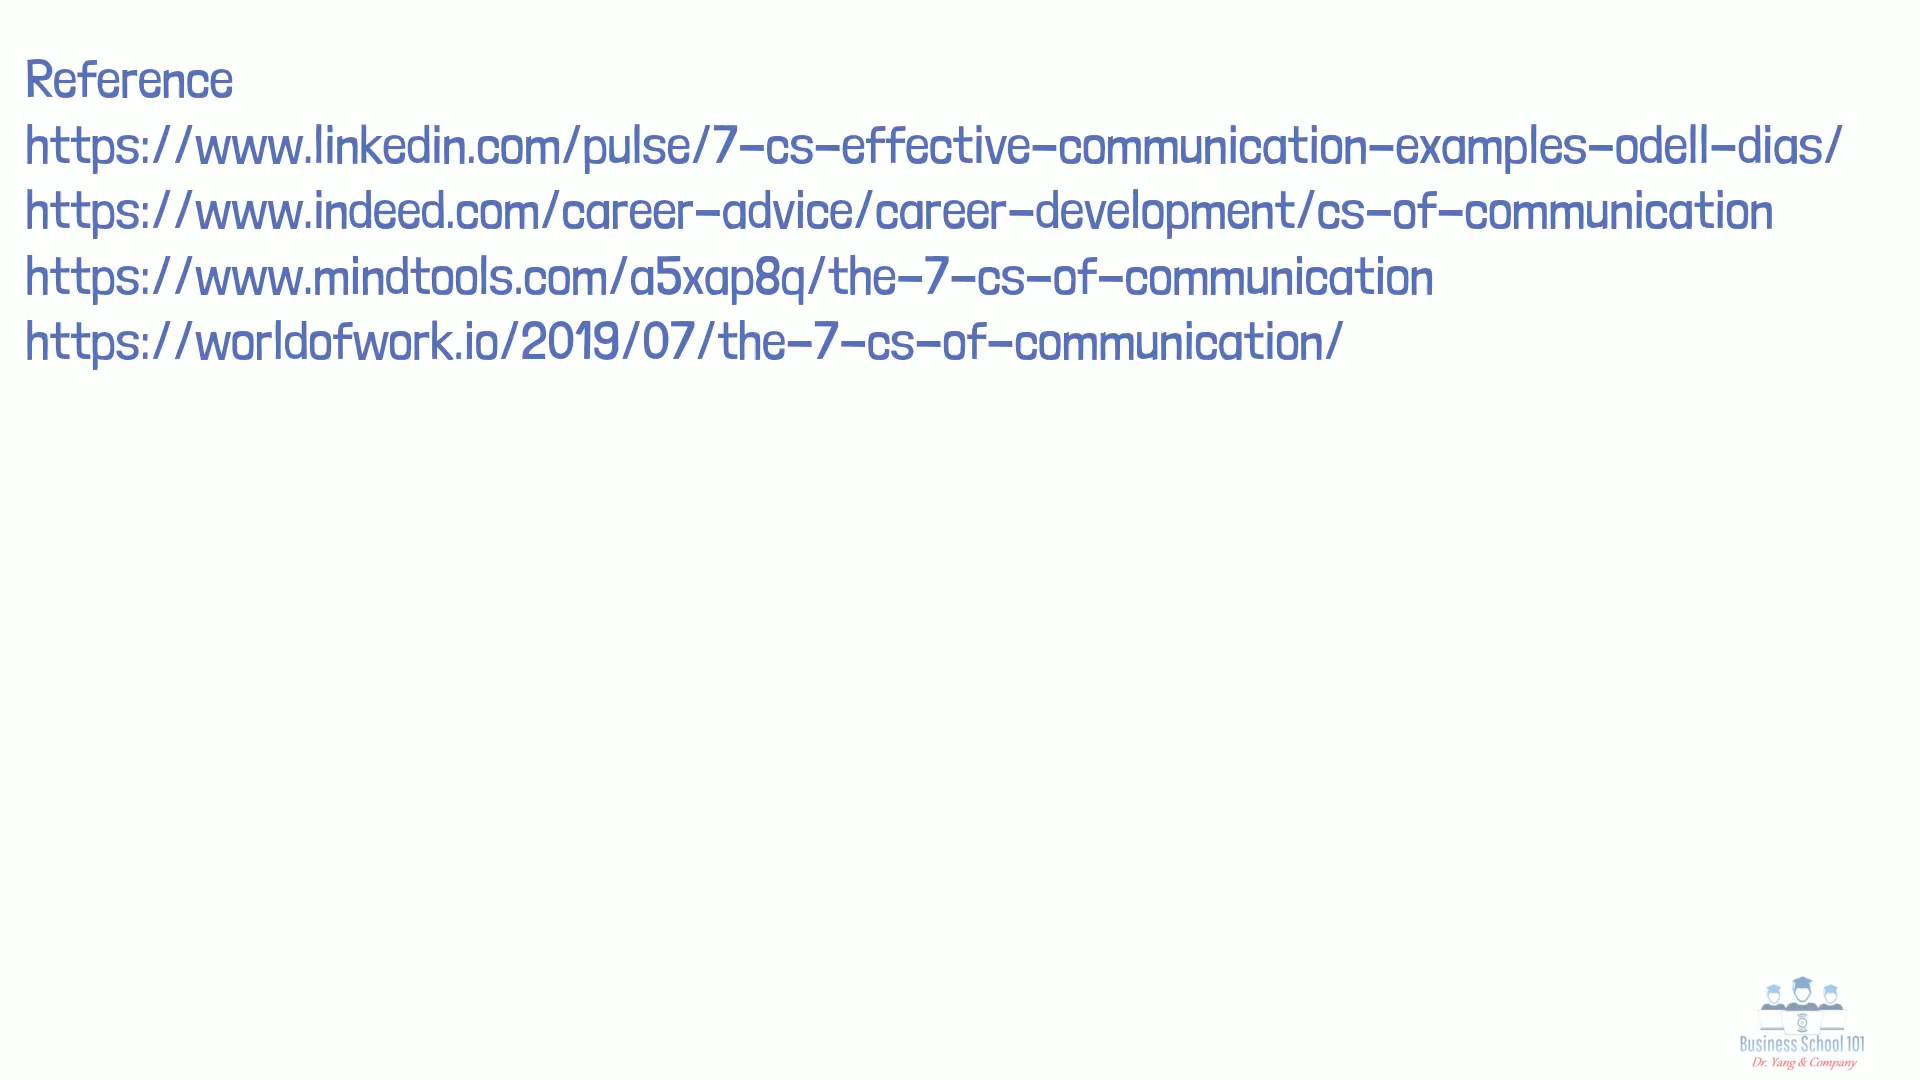 Reference
https://www.linkedin.com/pulse/7-cs-effective-communication-examples-odell-dias/
https://www.indeed.com/career-advice/career-development/cs-of-communication
https://www.mindtools.com/a5xap8q/the-7-cs-of-communication
https://worldofwork.io/2019/07/the-7-cs-of-communication/
Business School 101
Dr. Yang & Company